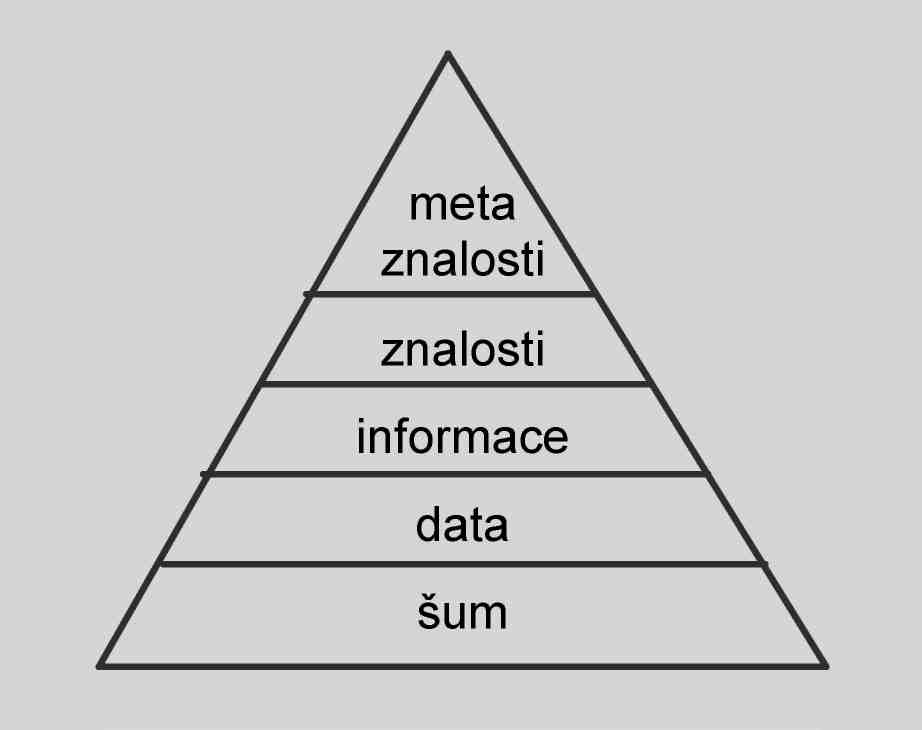 meta
znalosti
znalosti
informace
data
šum